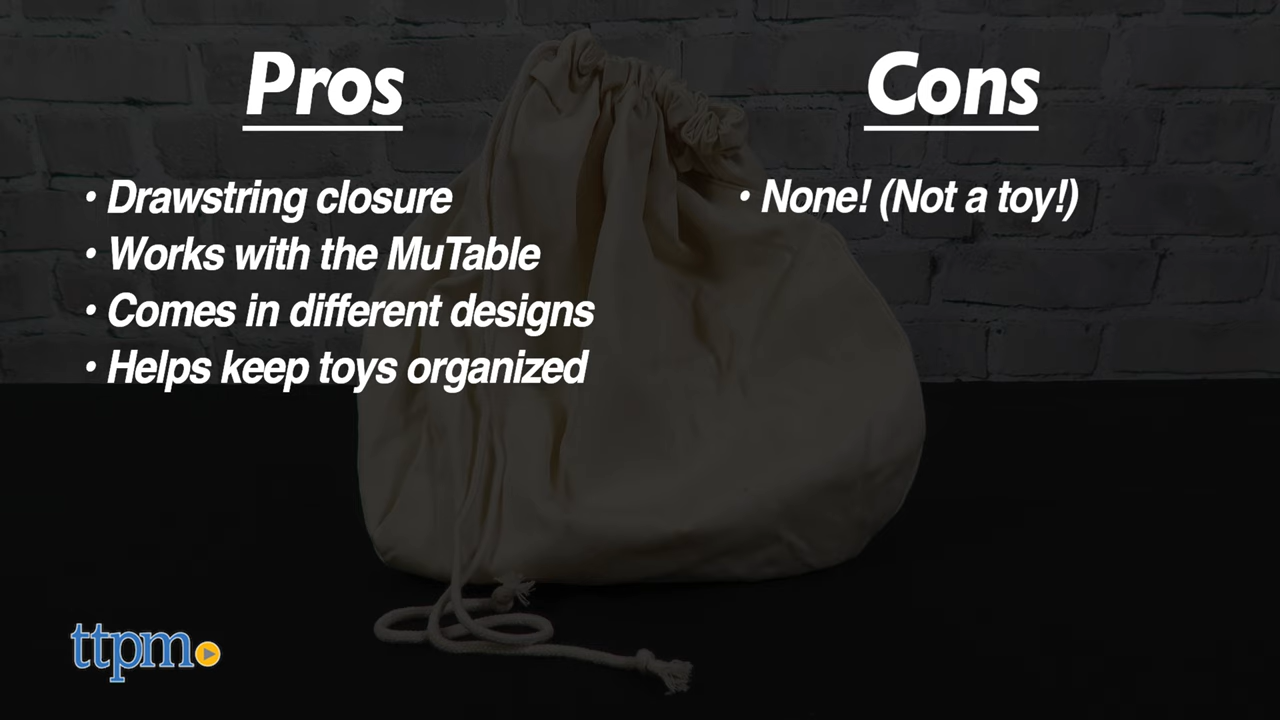 Pros
• Drawstring closure
• Works with the MuTable
• Comes in different designs
• Helps keep toys organized
Cons
• None! (Not a toy!)
ttpm